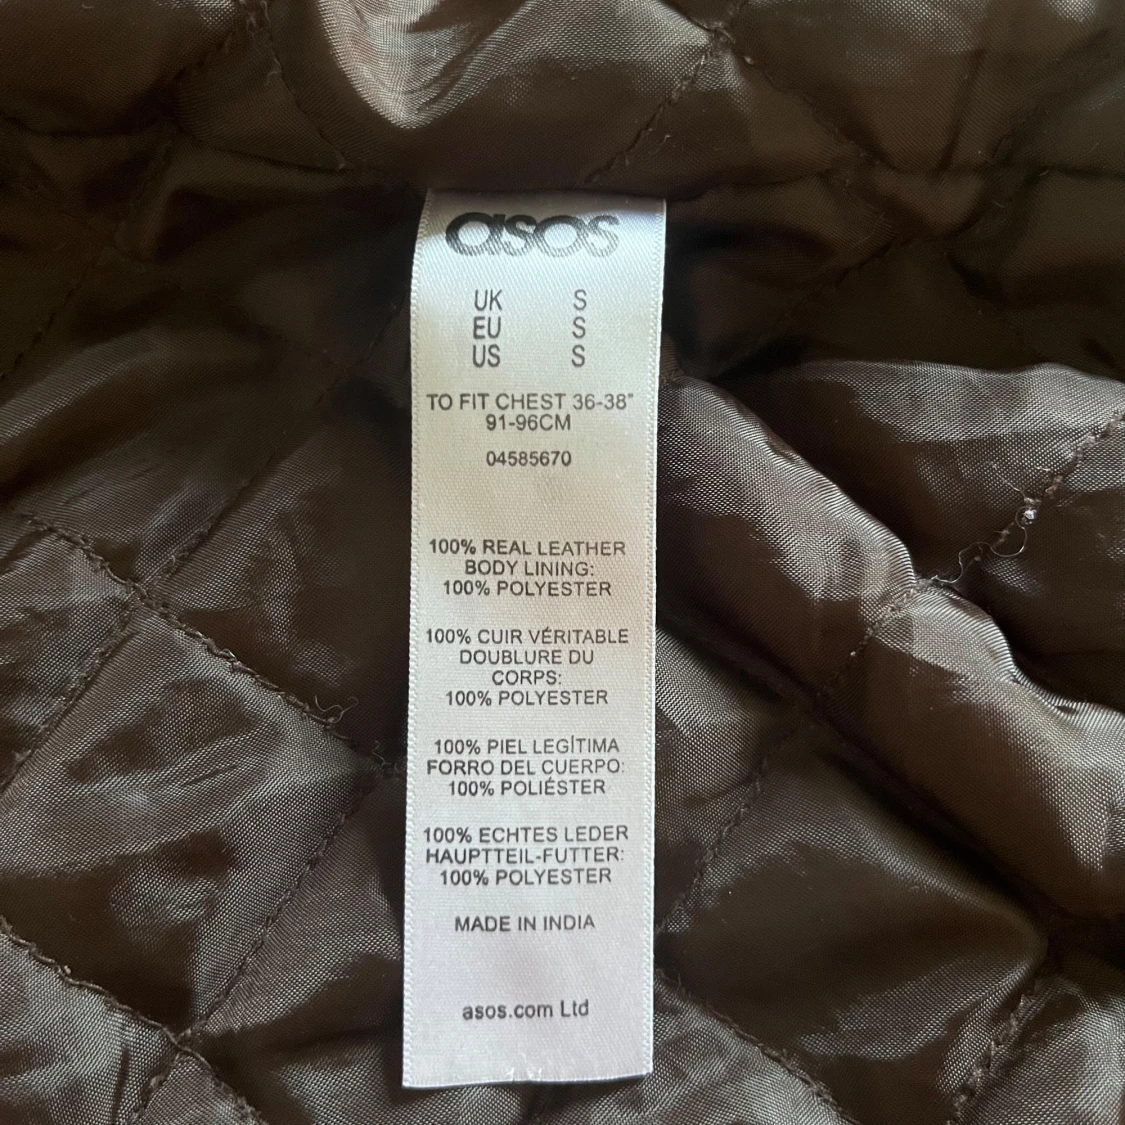 asos
UK S
EU S
US S
TO FIT CHEST 36-38"
91-96CM
04585670
100% REAL LEATHER
BODY LINING:
100% POLYESTER
100% CUIR VÉRITABLE
DOUBLURE DU
CORPS:
100% POLYESTER
100% PIEL LEGÍTIMA
FORRO DEL CUERPO:
100% POLIÉSTER
100% ECHTES LEDER
HAUPTTEIL-FUTTER:
100% POLYESTER
MADE IN INDIA
asos.com Ltd